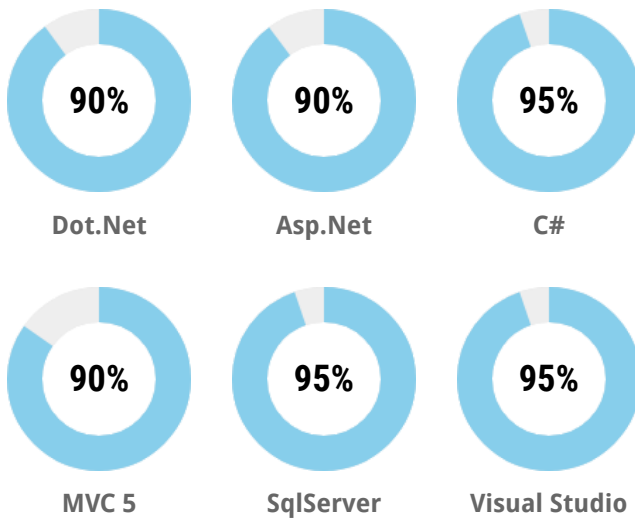 90%
90%
95%
Dot.Net
Asp.Net
C#
90%
95%
95%
MVC 5
SqlServer
Visual Studio